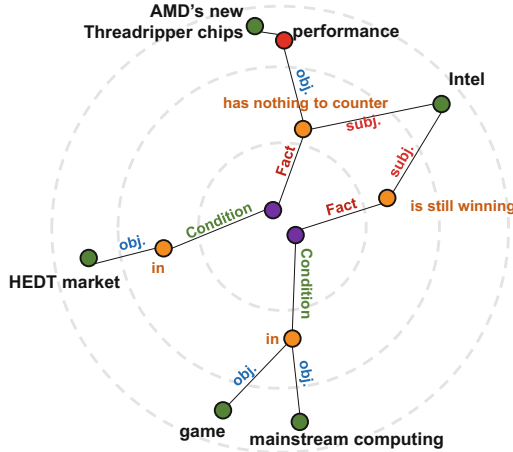 AMD's new
Threadripper chips
performance
obj.
Intel
has nothing to counter
subj.
Fact
subj.
Fact
is still winning
Condition
obj.
in
HEDT market
Condition
in
obj.
obj.
game
mainstream computing